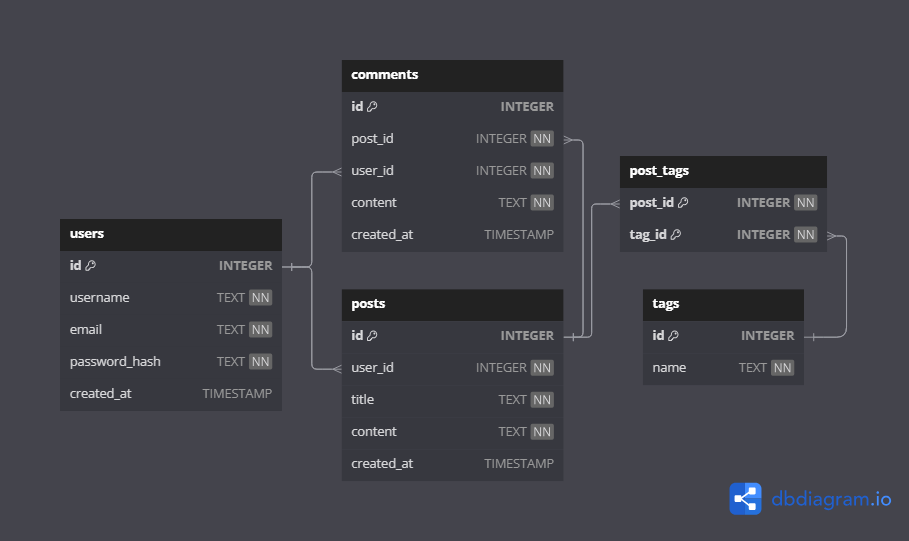 comments
id INTEGER
post_id INTEGER NN
user_id INTEGER NN
content TEXT NN
created_at TIMESTAMP
post_tags
post_id INTEGER NN
tag_id INTEGER NN
users
id INTEGER
username TEXT NN
email TEXT NN
password_hash TEXT NN
created_at TIMESTAMP
posts
id INTEGER
user_id INTEGER NN
title TEXT NN
content TEXT NN
created_at TIMESTAMP
tags
id INTEGER
name TEXT NN
dbdiagram.io